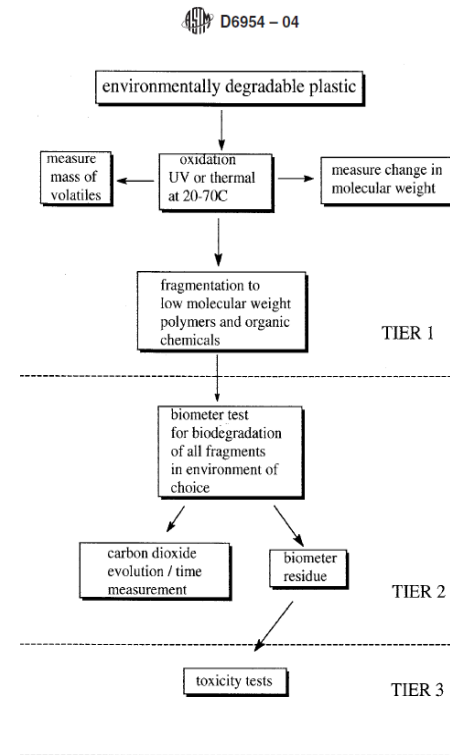 ASTM D6954 – 04
environmentally degradable plastic
measure
mass of
volatiles
oxidation
UV or thermal
at 20-70C
measure change in
molecular weight
fragmentation to
low molecular weight
polymers and organic
chemicals
TIER 1
biometer test
for biodegradation
of all fragments
in environment of
choice
carbon dioxide
evolution / time
measurement
biometer
residue
TIER 2
toxicity tests
TIER 3